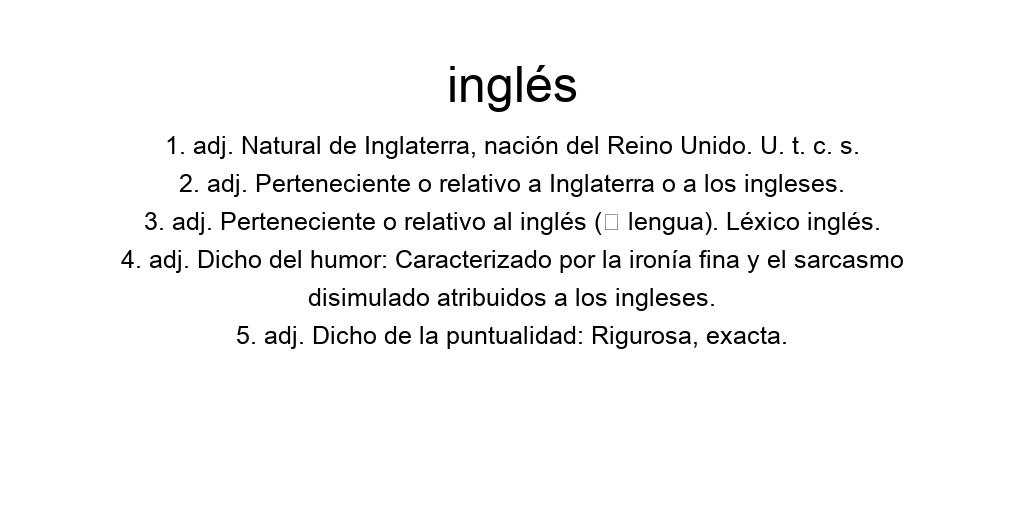 inglés
1. adj. Natural de Inglaterra, nación del Reino Unido. U. t. c. s.
2. adj. Perteneciente o relativo a Inglaterra o a los ingleses.
3. adj. Perteneciente o relativo al inglés (▯ lengua). Léxico inglés.
4. adj. Dicho del humor: Caracterizado por la ironía fina y el sarcasmo
disimulado atribuidos a los ingleses.
5. adj. Dicho de la puntualidad: Rigurosa, exacta.